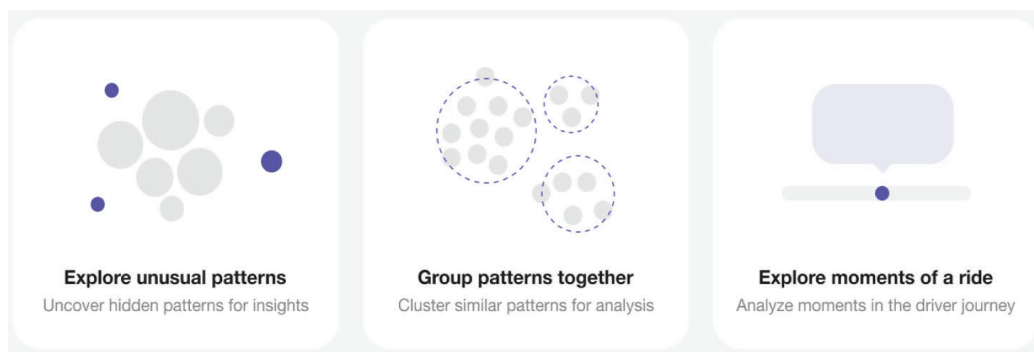 Explore unusual patterns
Uncover hidden patterns for insights
Group patterns together
Cluster similar patterns for analysis
Explore moments of a ride
Analyze moments in the driver journey